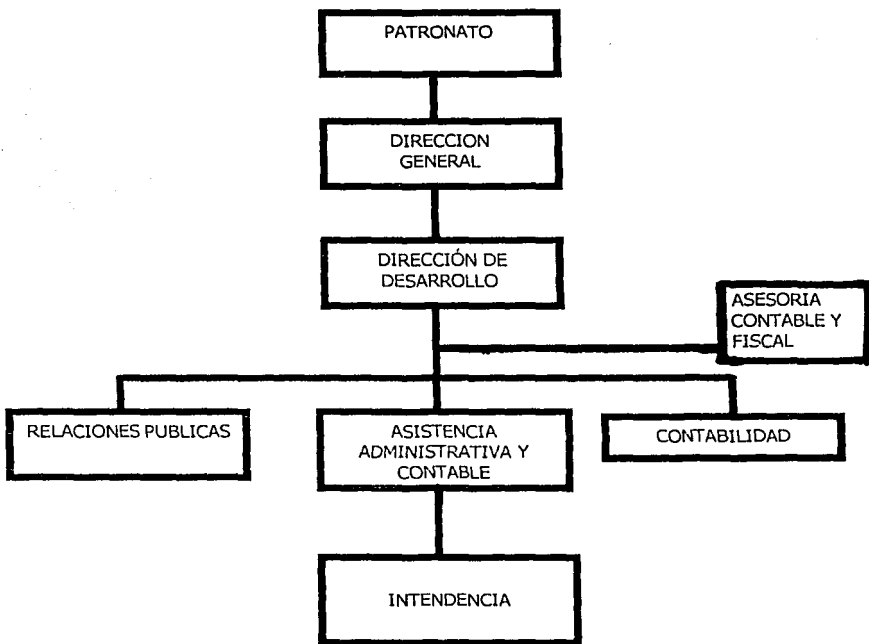 PATRONATO
DIRECCION
GENERAL
DIRECCIÓN DE
DESARROLLO
ASESORIA
CONTABLE Y
FISCAL
RELACIONES PUBLICAS
ASISTENCIA
ADMINISTRATIVA Y
CONTABLE
CONTABILIDAD
INTENDENCIA